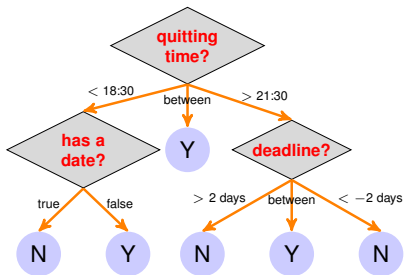 quitting
time?
< 18:30
between
> 21:30
has a
date?
Y
deadline?
true
false
> 2 days
between
< −2 days
N
Y
N
Y
N